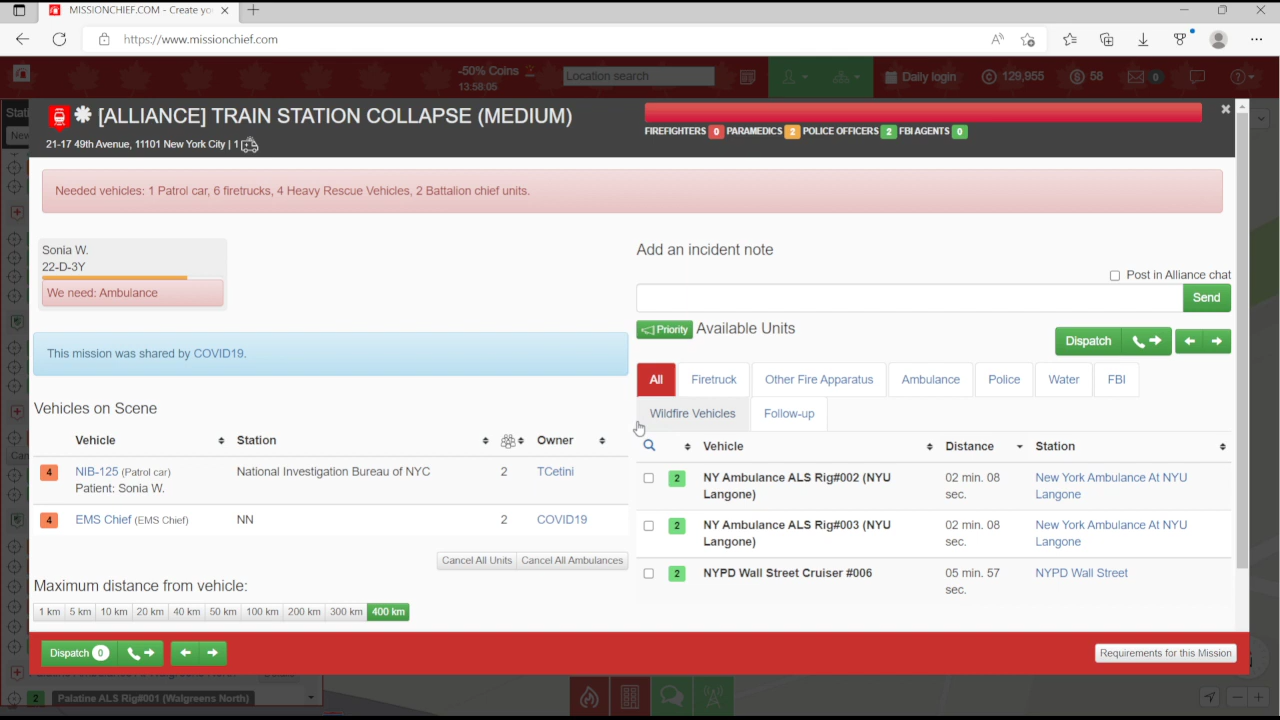 MISSIONCHIEF.COM - Create yo
https://www.missionchief.com
-50% Coins
13:58:05
Location search
Daily login
129,955
58
0
[ALLIANCE] TRAIN STATION COLLAPSE (MEDIUM)
21-17 49th Avenue, 11101 New York City | 1
FIREFIGHTERS 0 PARAMEDICS 2 POLICE OFFICERS 2 FBI AGENTS 0
Needed vehicles: 1 Patrol car, 6 firetrucks, 4 Heavy Rescue Vehicles, 2 Battalion chief units.
Sonia W.
22-D-3Y
We need: Ambulance
This mission was shared by COVID19.
Vehicles on Scene
Vehicle Station Owner
4 NIB-125 (Patrol car) National Investigation Bureau of NYC 2 TCetini
Patient: Sonia W.
4 EMS Chief (EMS Chief) NN 2 COVID19
Cancel All Units Cancel All Ambulances
Maximum distance from vehicle:
1 km 5 km 10 km 20 km 40 km 50 km 100 km 200 km 300 km 400 km
Add an incident note
Post in Alliance chat
Send
Priority Available Units
Dispatch
All Firetruck Other Fire Apparatus Ambulance Police Water FBI
Wildfire Vehicles Follow-up
Vehicle Distance Station
2 NY Ambulance ALS Rig#002 (NYU 02 min. 08 New York Ambulance At NYU
Langone) sec. Langone
2 NY Ambulance ALS Rig#003 (NYU 02 min. 08 New York Ambulance At NYU
Langone) sec. Langone
2 NYPD Wall Street Cruiser #006 05 min. 57 NYPD Wall Street
sec.
Dispatch 0
Requirements for this Mission
2 Palatine ALS Rig#001 (Walgreens North)